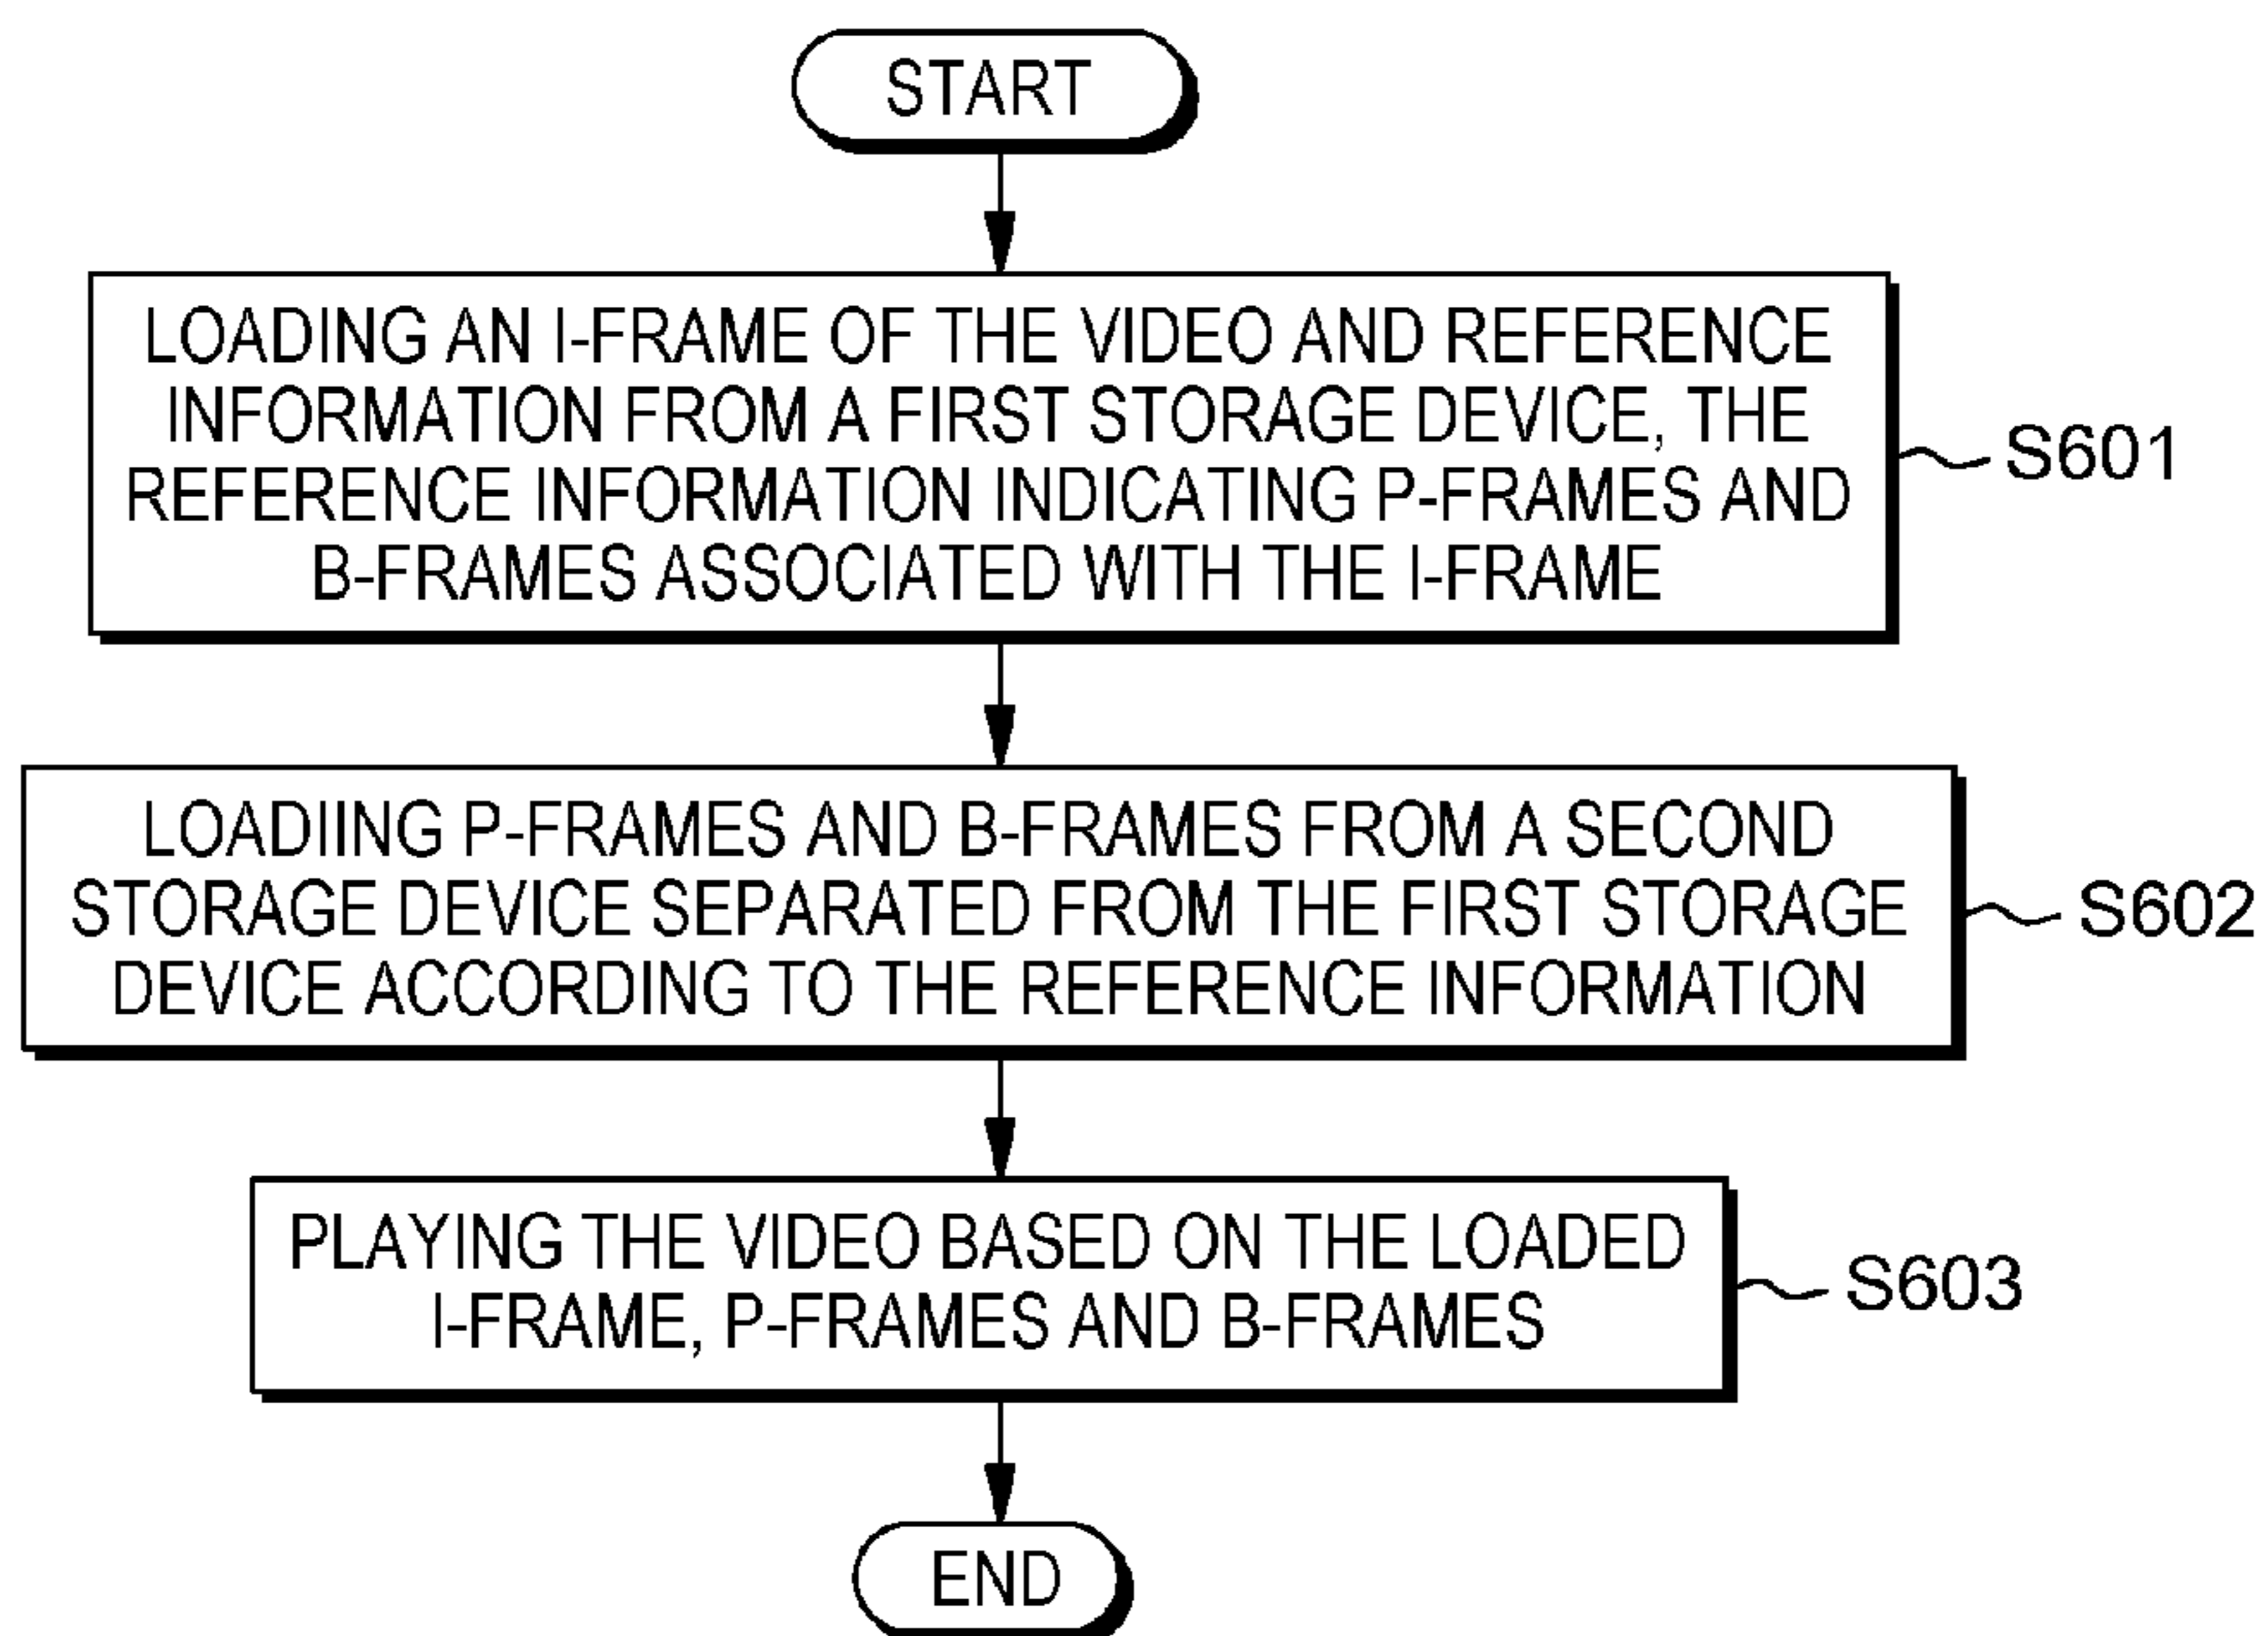 START
LOADING AN I-FRAME OF THE VIDEO AND REFERENCE
INFORMATION FROM A FIRST STORAGE DEVICE, THE
REFERENCE INFORMATION INDICATING P-FRAMES AND
B-FRAMES ASSOCIATED WITH THE I-FRAME
S601
LOADIING P-FRAMES AND B-FRAMES FROM A SECOND
STORAGE DEVICE SEPARATED FROM THE FIRST STORAGE
DEVICE ACCORDING TO THE REFERENCE INFORMATION
S602
PLAYING THE VIDEO BASED ON THE LOADED
I-FRAME, P-FRAMES AND B-FRAMES
S603
END